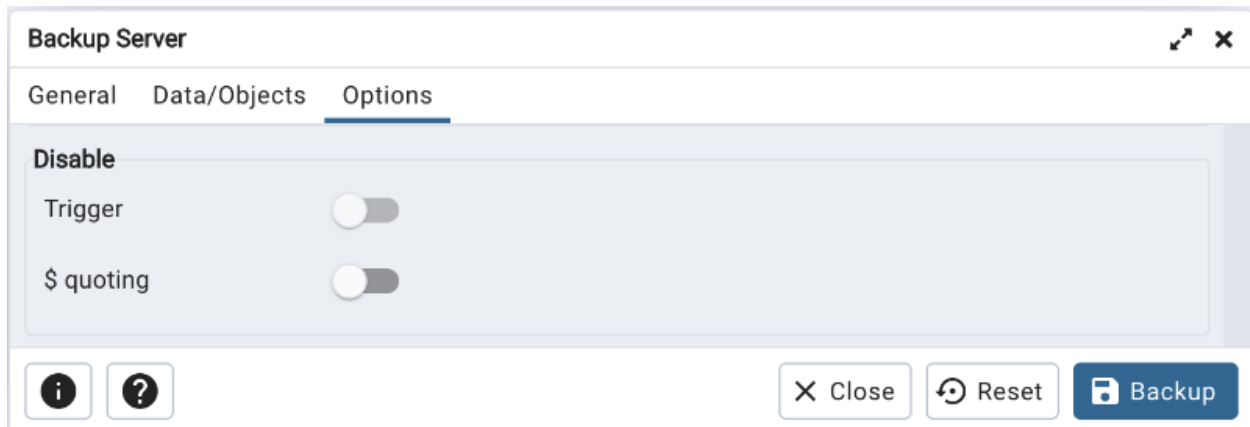 Backup Server
General Data/Objects Options
Disable
Trigger
$ quoting
Close Reset Backup